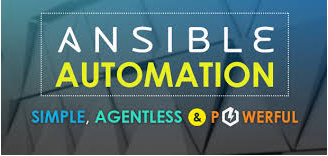 ANSIBLE
AUTOMATION
SIMPLE, AGENTLESS & POWERFUL